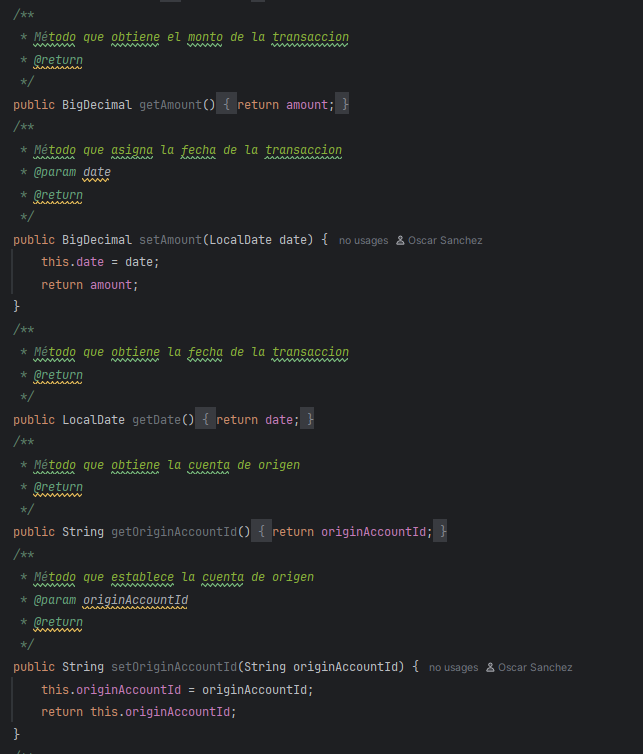 /**
* Método que obtiene el monto de la transaccion
* @return
*/
public BigDecimal getAmount() { return amount; }
/**
* Método que asigna la fecha de la transaccion
* @param date
* @return
*/
public BigDecimal setAmount(LocalDate date) { no usages Oscar Sanchez
this.date = date;
return amount;
}
/**
* Método que obtiene la fecha de la transaccion
* @return
*/
public LocalDate getDate() { return date; }
/**
* Método que obtiene la cuenta de origen
* @return
*/
public String getOriginAccountId() { return originAccountId; }
/**
* Método que establece la cuenta de origen
* @param originAccountId
* @return
*/
public String setOriginAccountId(String originAccountId) { no usages Oscar Sanchez
this.originAccountId = originAccountId;
return this.originAccountId;
}
/**